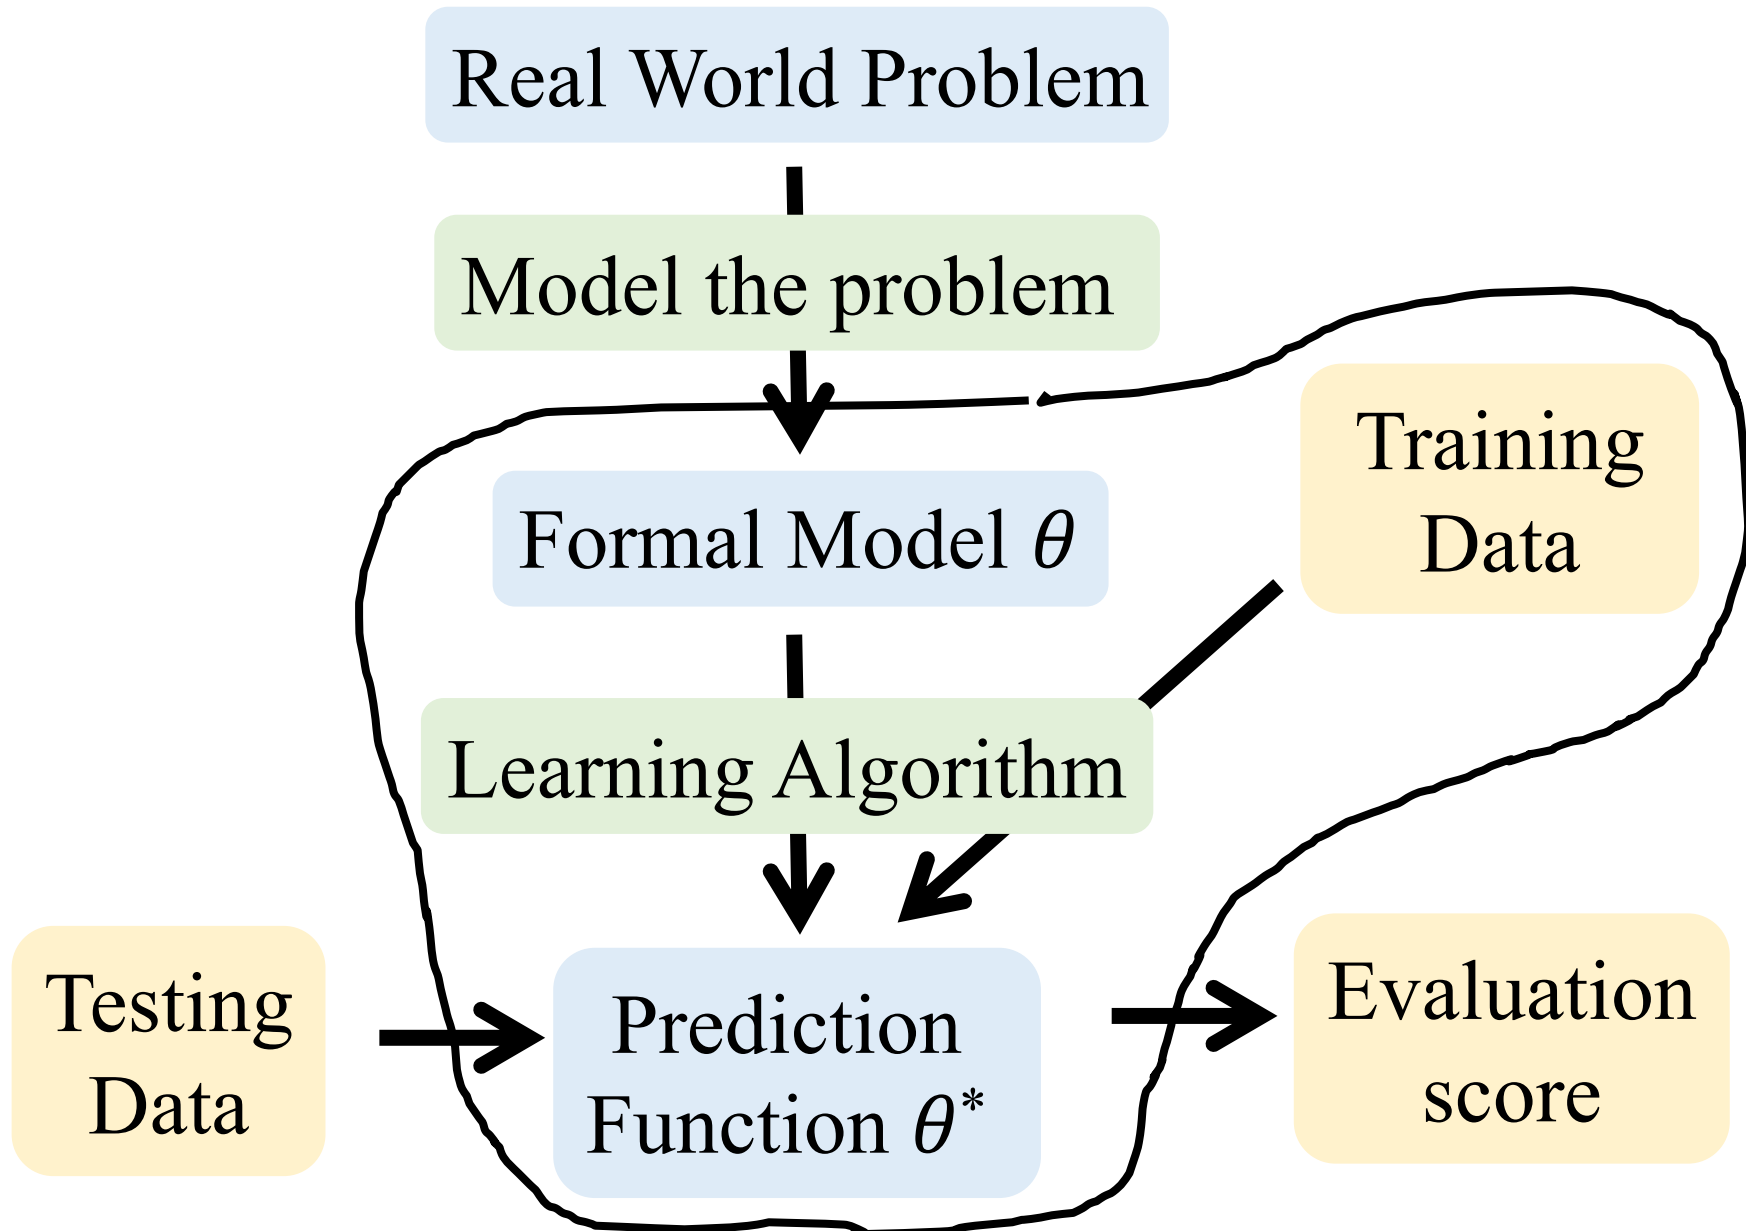 Real World Problem
Model the problem
Training
Data
Formal Model θ
Learning Algorithm
Testing
Data
Prediction
Function θ*
Evaluation
score